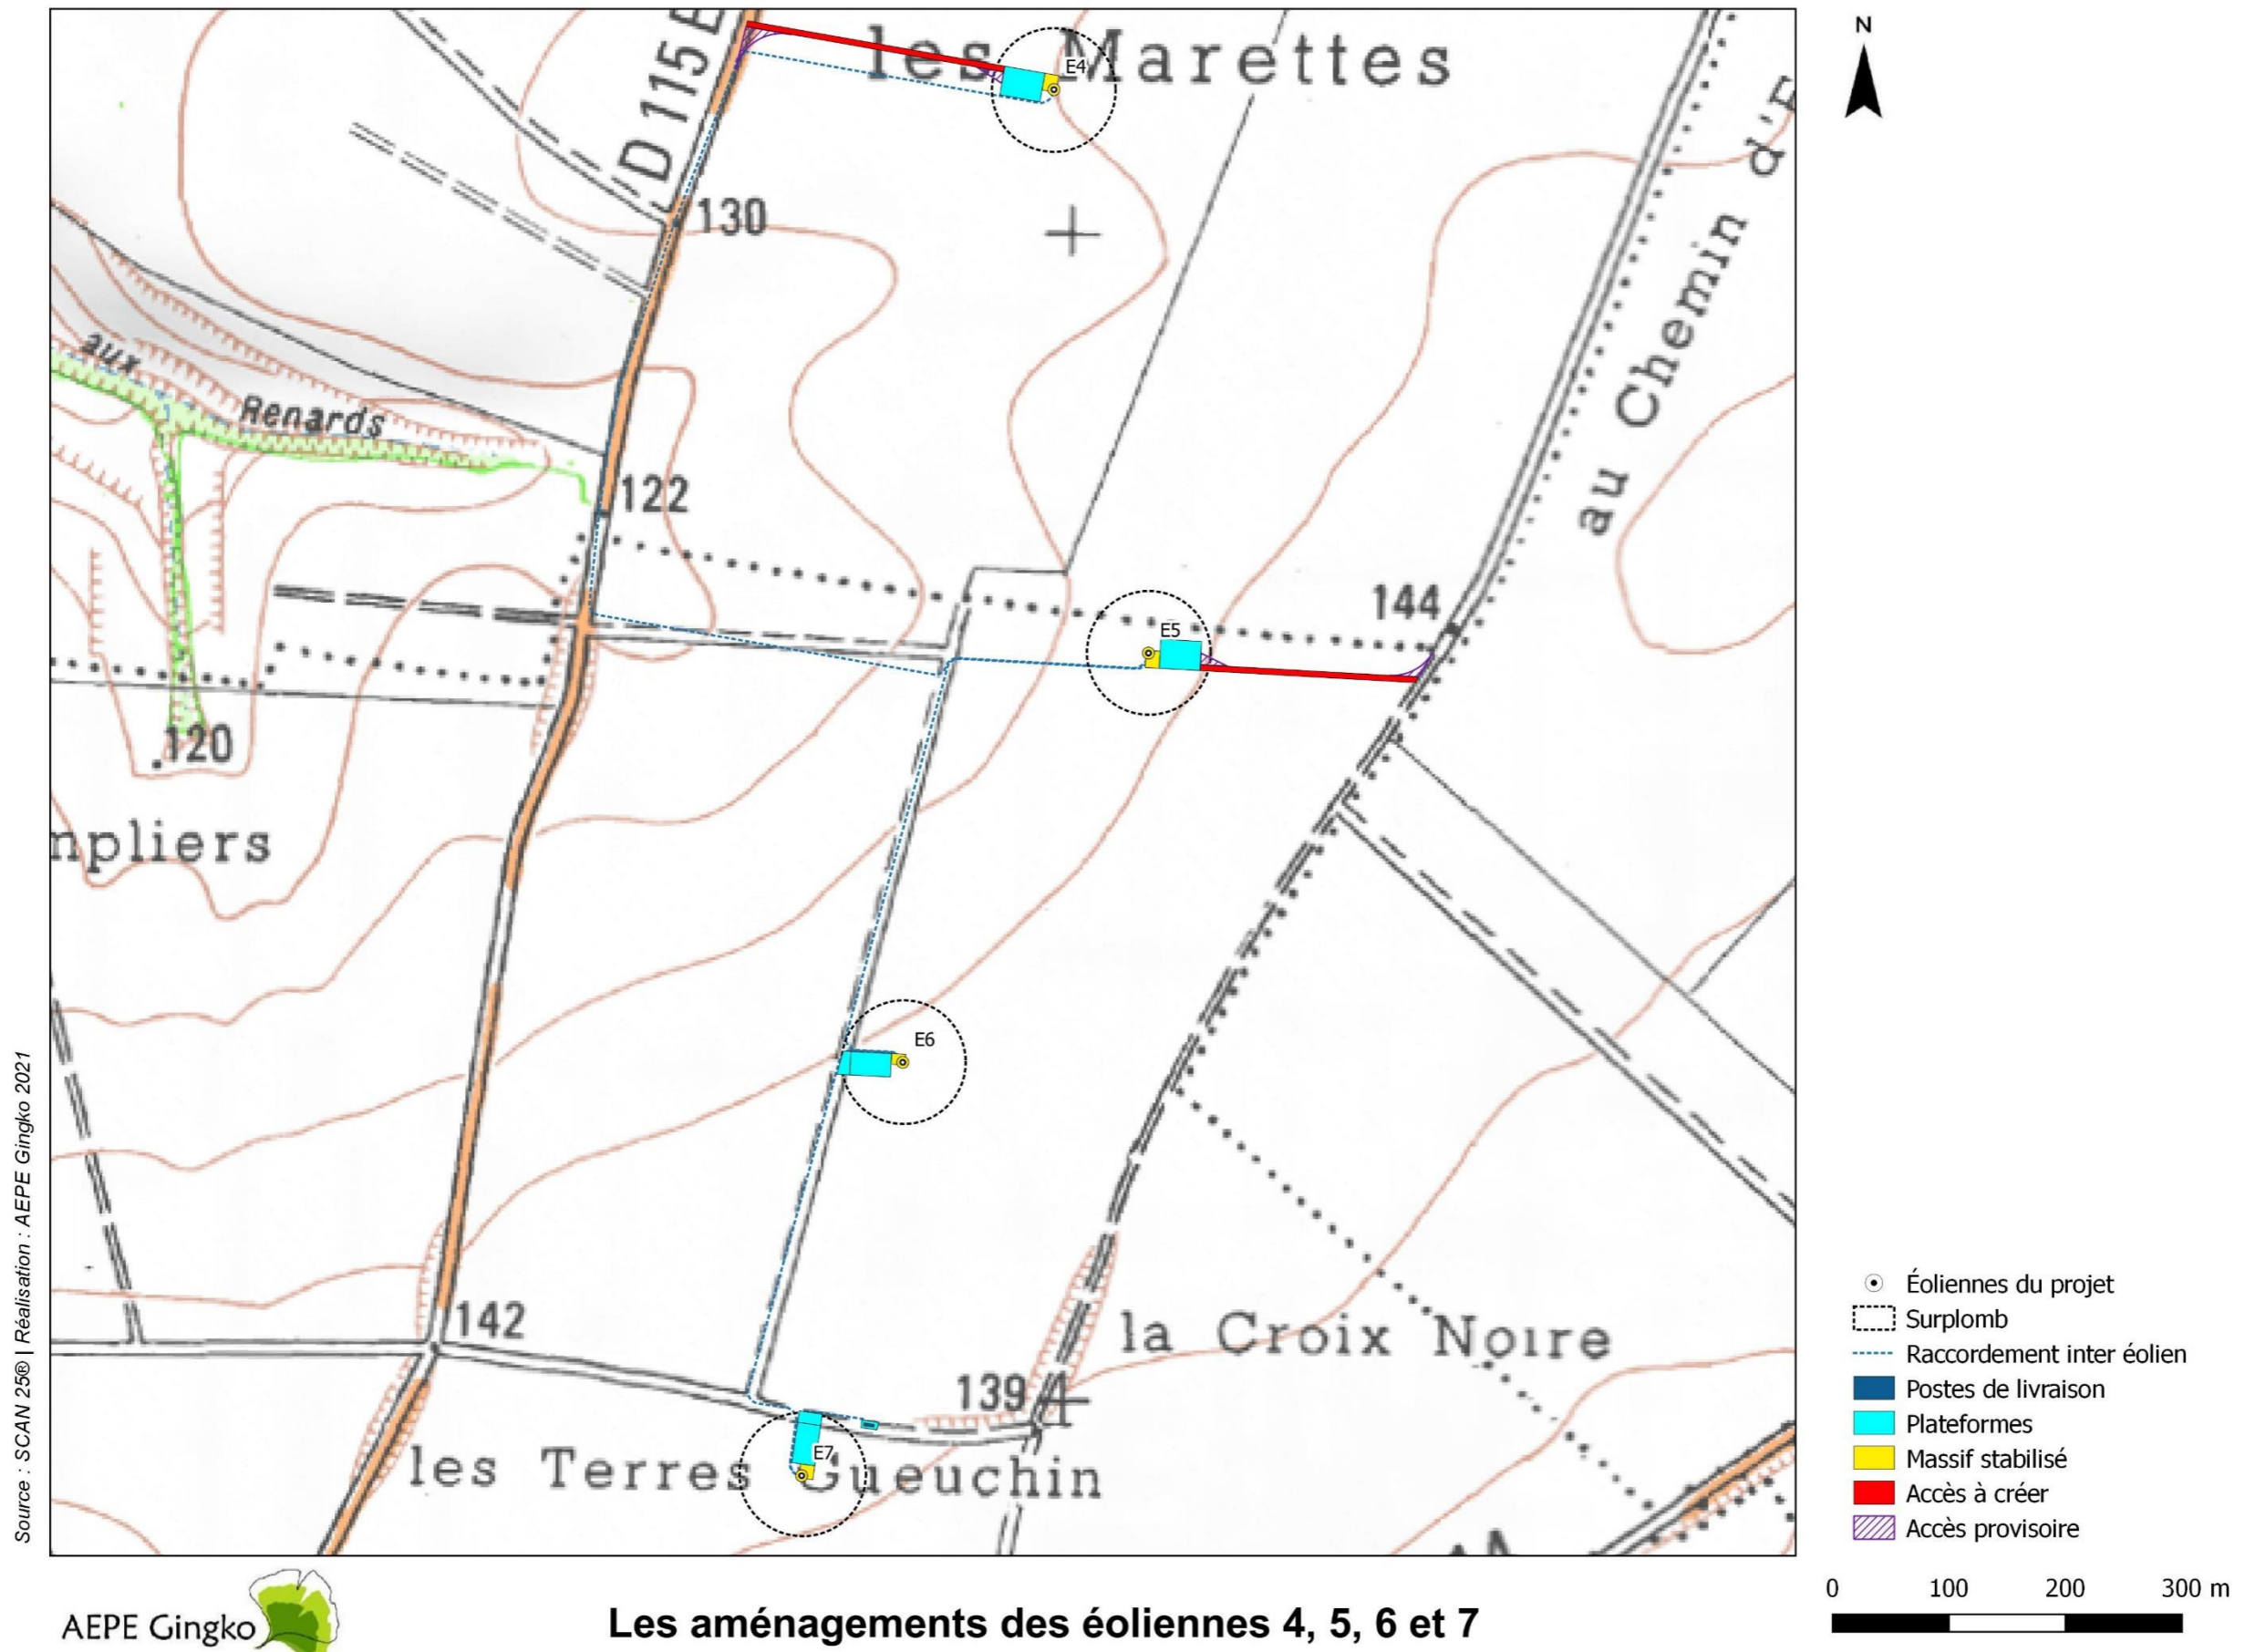 D 115 E
les Marettes
N
E4
130
au Chemin d'E
aux
Renards
122
144
E5
120
mpliers
E6
142
la Croix Noire
139
E7
les Terres Gueuchin
Source : SCAN 25® | Réalisation : AEPE Gingko 2021
Éoliennes du projet
Surplomb
Raccordement inter éolien
Postes de livraison
Plateformes
Massif stabilisé
Accès à créer
Accès provisoire
0 100 200 300 m
AEPE Gingko
Les aménagements des éoliennes 4, 5, 6 et 7